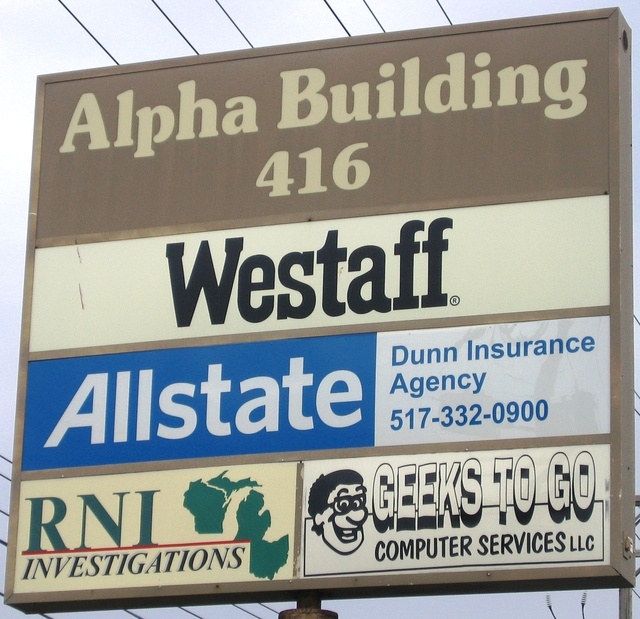 Alpha Building
416
Westaff®
Allstate
Dunn Insurance
Agency
517-332-0900
RNI
INVESTIGATIONS
GEEKS TO GO
COMPUTER SERVICES LLC